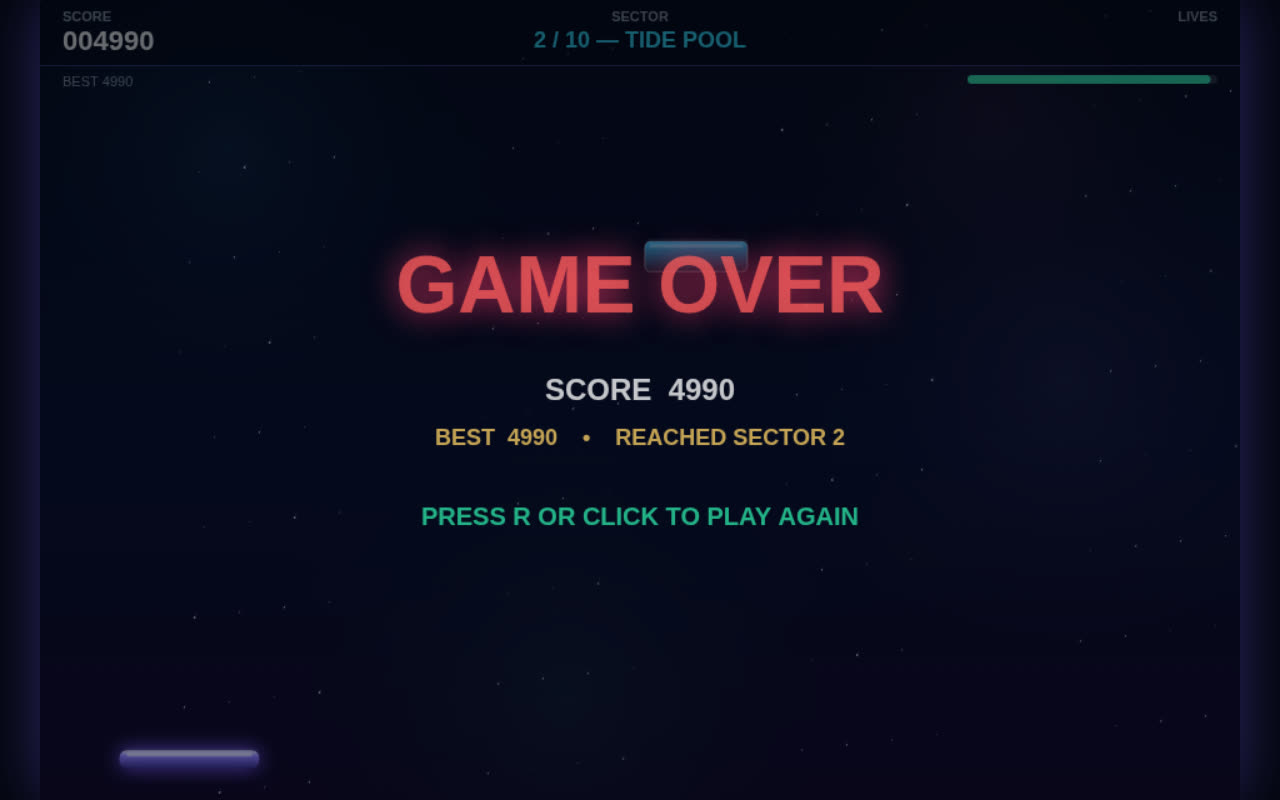 SCORE
004990
SECTOR
2 / 10 — TIDE POOL
LIVES
BEST 4990
GAME OVER
SCORE 4990
BEST 4990 • REACHED SECTOR 2
PRESS R OR CLICK TO PLAY AGAIN